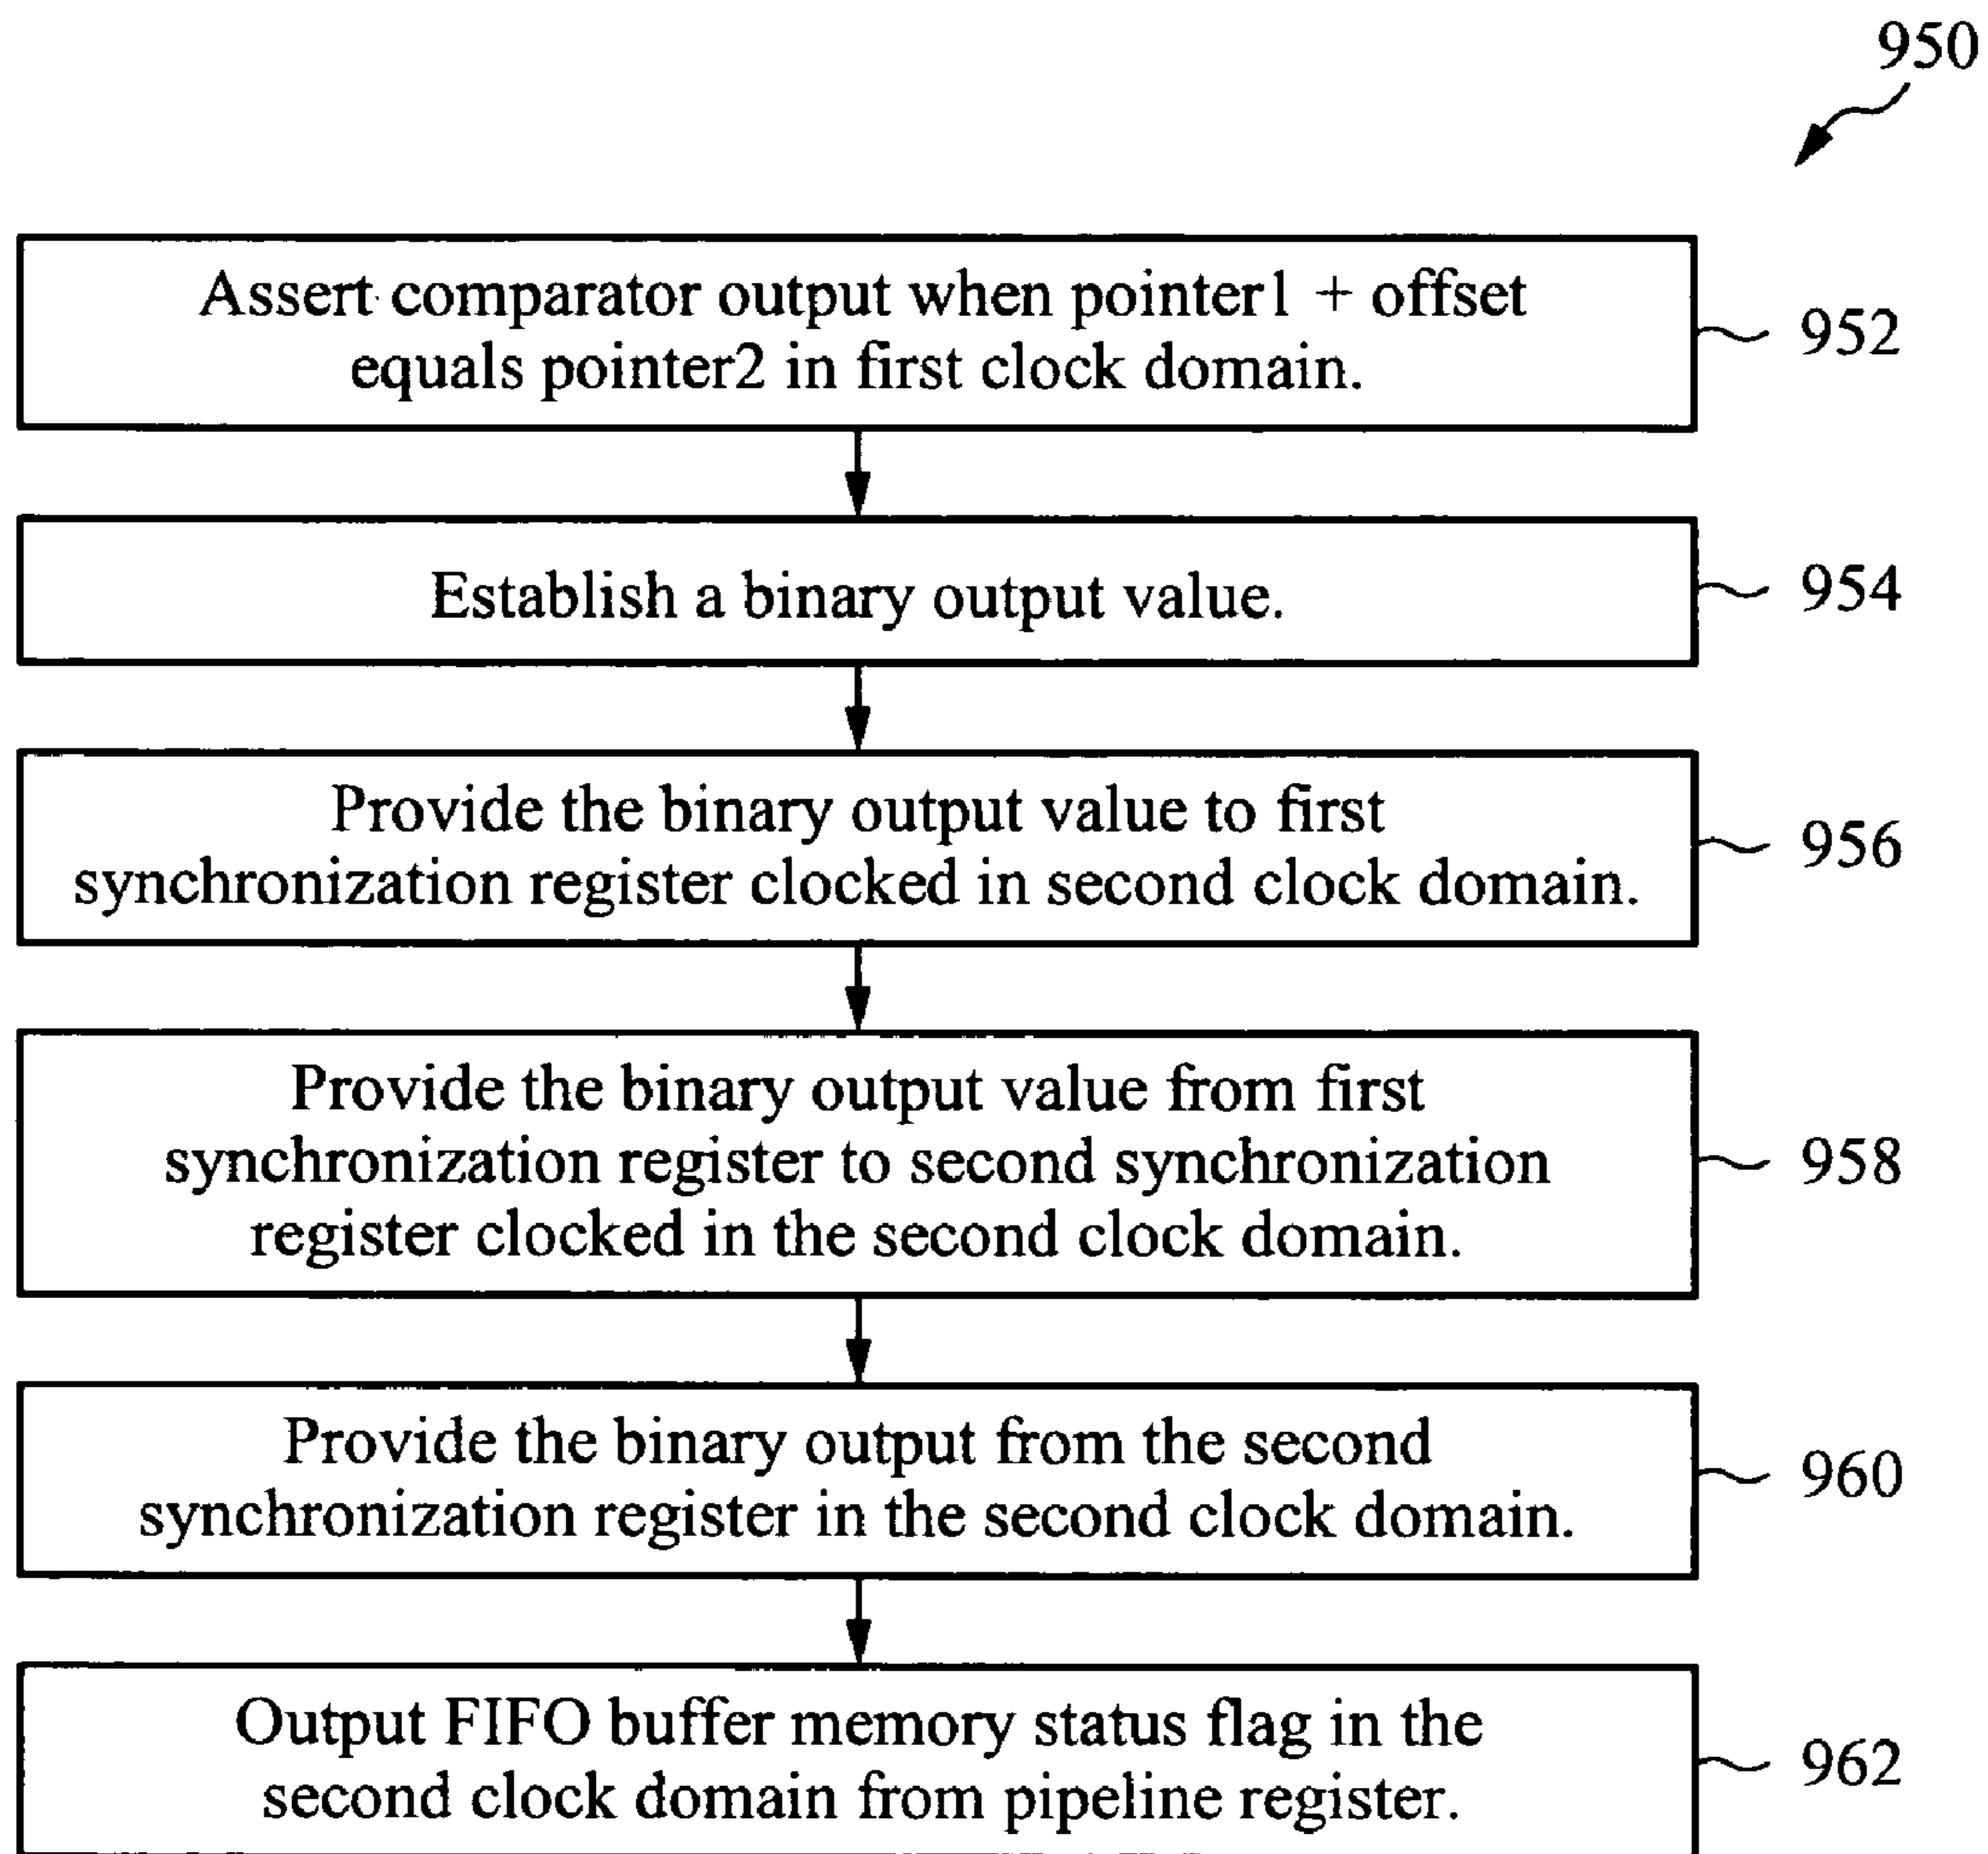 950
Assert comparator output when pointer1 + offset
equals pointer2 in first clock domain.
952
Establish a binary output value.
954
Provide the binary output value to first
synchronization register clocked in second clock domain.
956
Provide the binary output value from first
synchronization register to second synchronization
register clocked in the second clock domain.
958
Provide the binary output from the second
synchronization register in the second clock domain.
960
Output FIFO buffer memory status flag in the
second clock domain from pipeline register.
962